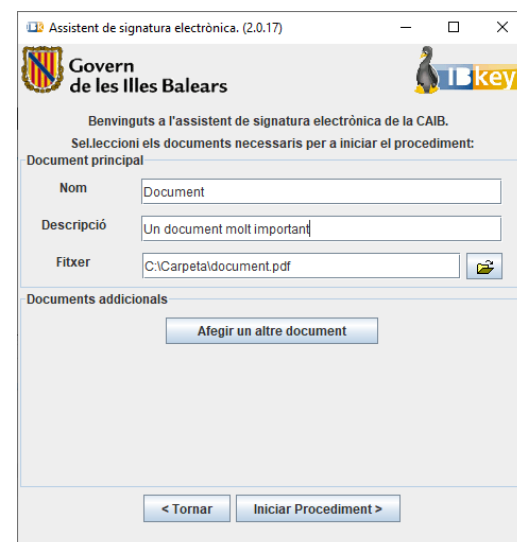 Assistent de signatura electrònica. (2.0.17)
Govern
de les Illes Balears
IBkey
Benvinguts a l'assistent de signatura electrònica de la CAIB.
Sel.leccioni els documents necessaris per a iniciar el procediment:
Document principal
Nom
Document
Descripció
Un document molt important
Fitxer
C:\Carpeta\document.pdf
Documents addicionals
Afegir un altre document
< Tornar
Iniciar Procediment >